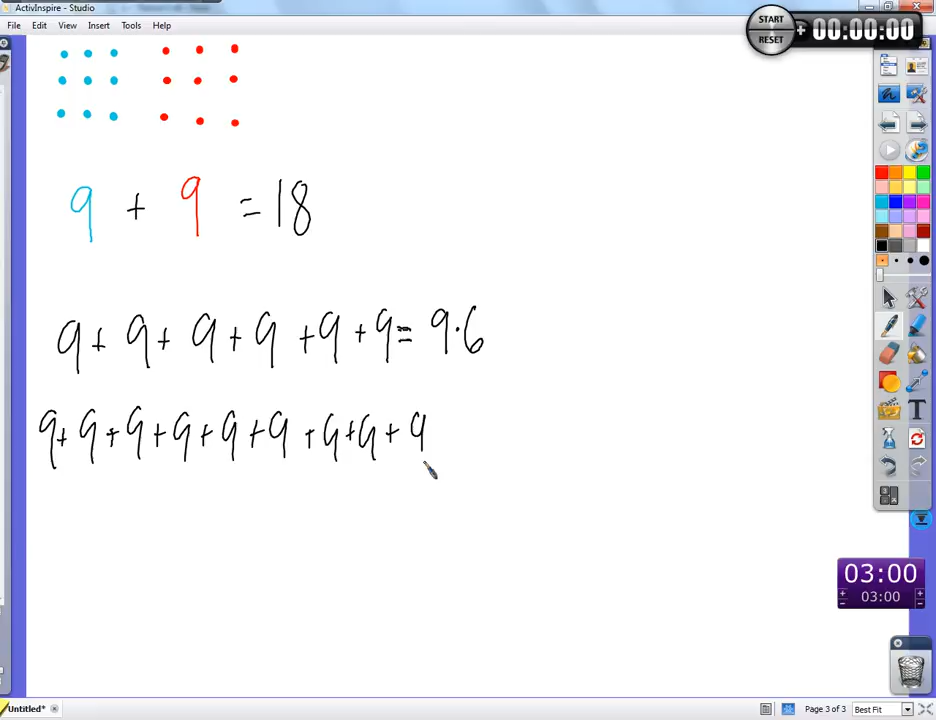 ActivInspire - Studio
File Edit View Insert Tools Help
START
RESET
00:00:00
9 + 9 = 18
9 + 9 + 9 + 9 + 9 + 9 = 9·6
9 + 9 + 9 + 9 + 9 + 9 + 9 + 9 + 9
03:00
03:00
Untitled*
Page 3 of 3
Best Fit